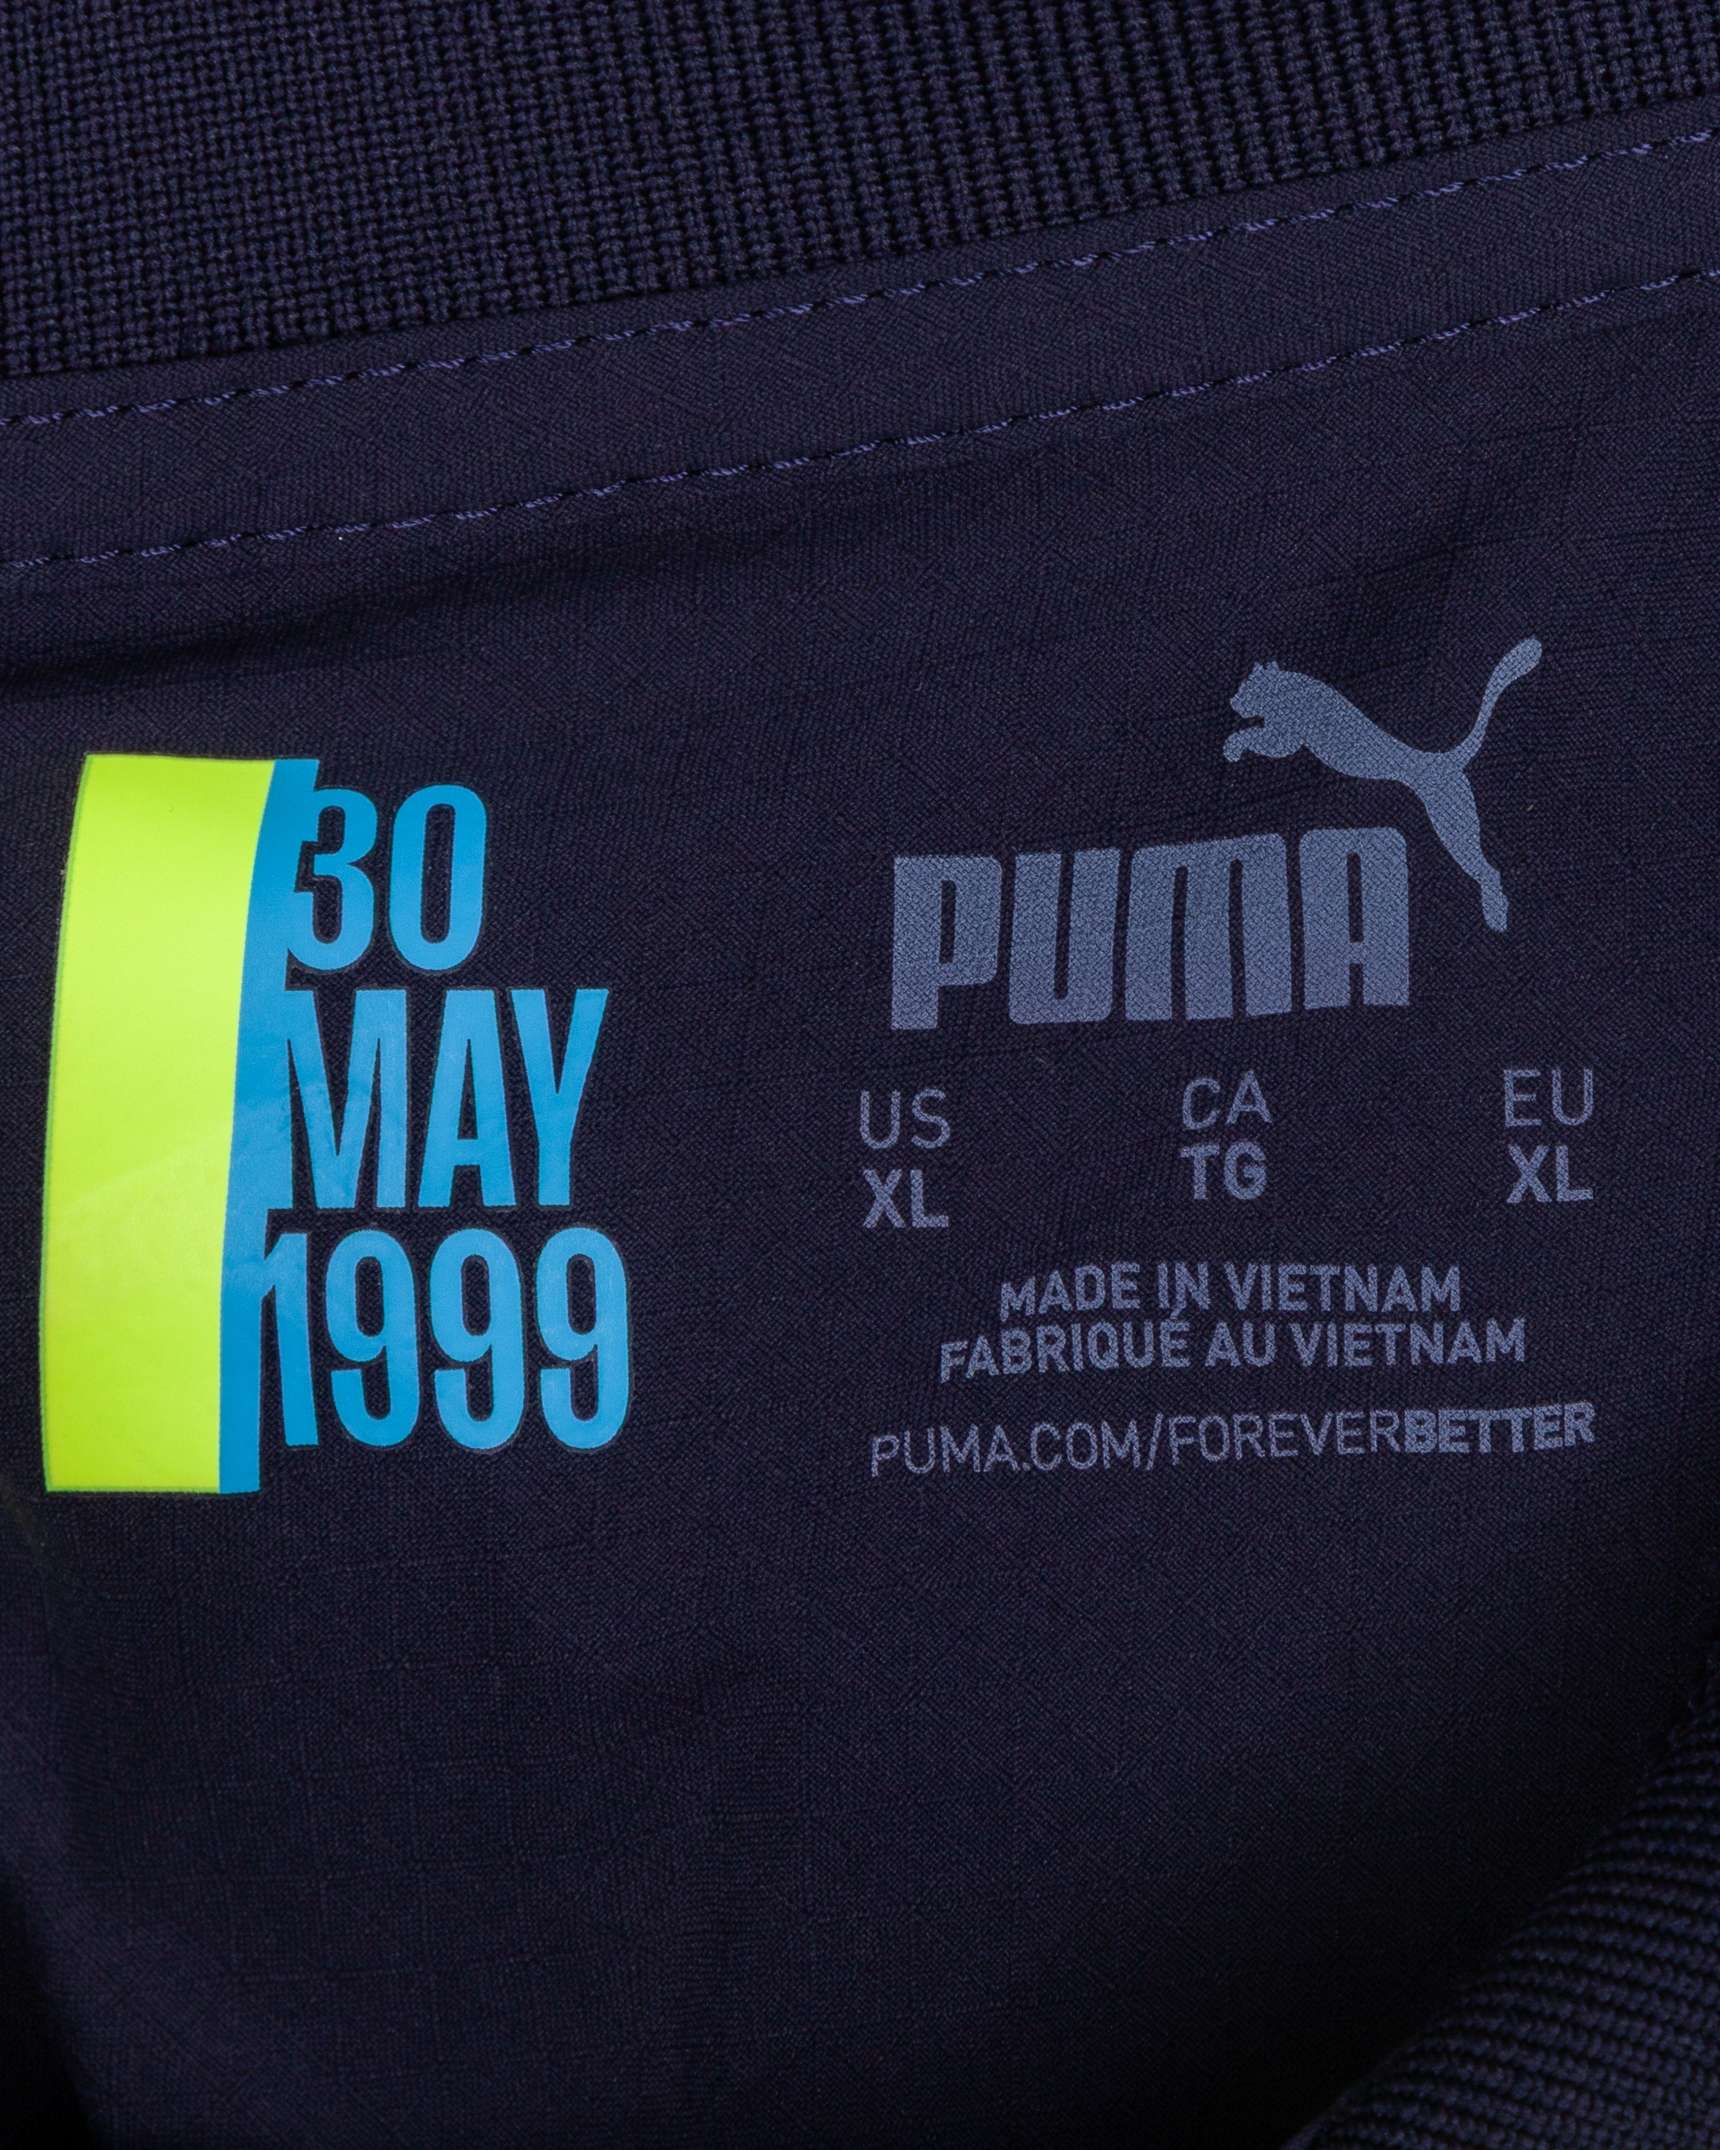 30
MAY
1999
PUMA
US CA EU
XL TG XL
MADE IN VIETNAM
FABRIQUÉ AU VIETNAM
PUMA.COM/FOREVERBETTER